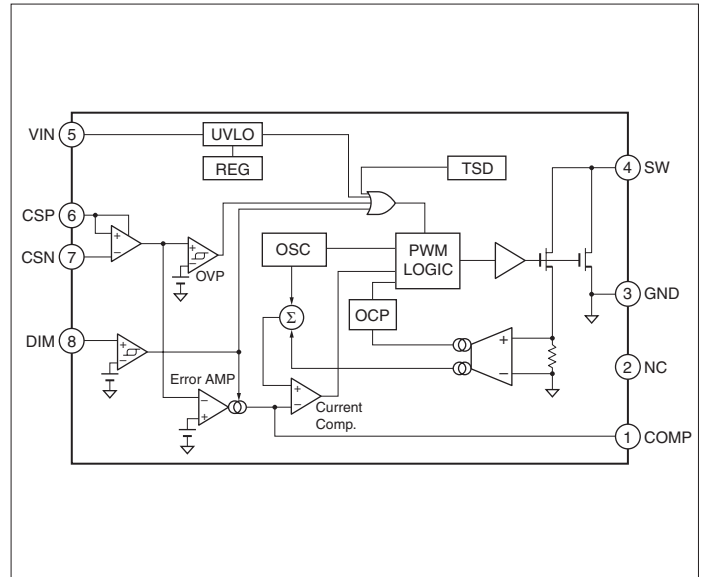 VIN 5 UVLO
REG
TSD
4 SW
CSP 6
+
−
CSN 7
+
−
OVP
OSC
PWM
LOGIC
3 GND
OCP
Σ
DIM 8
+
−
+
−
2 NC
Error AMP
−
+
+
−
Current
Comp.
1 COMP